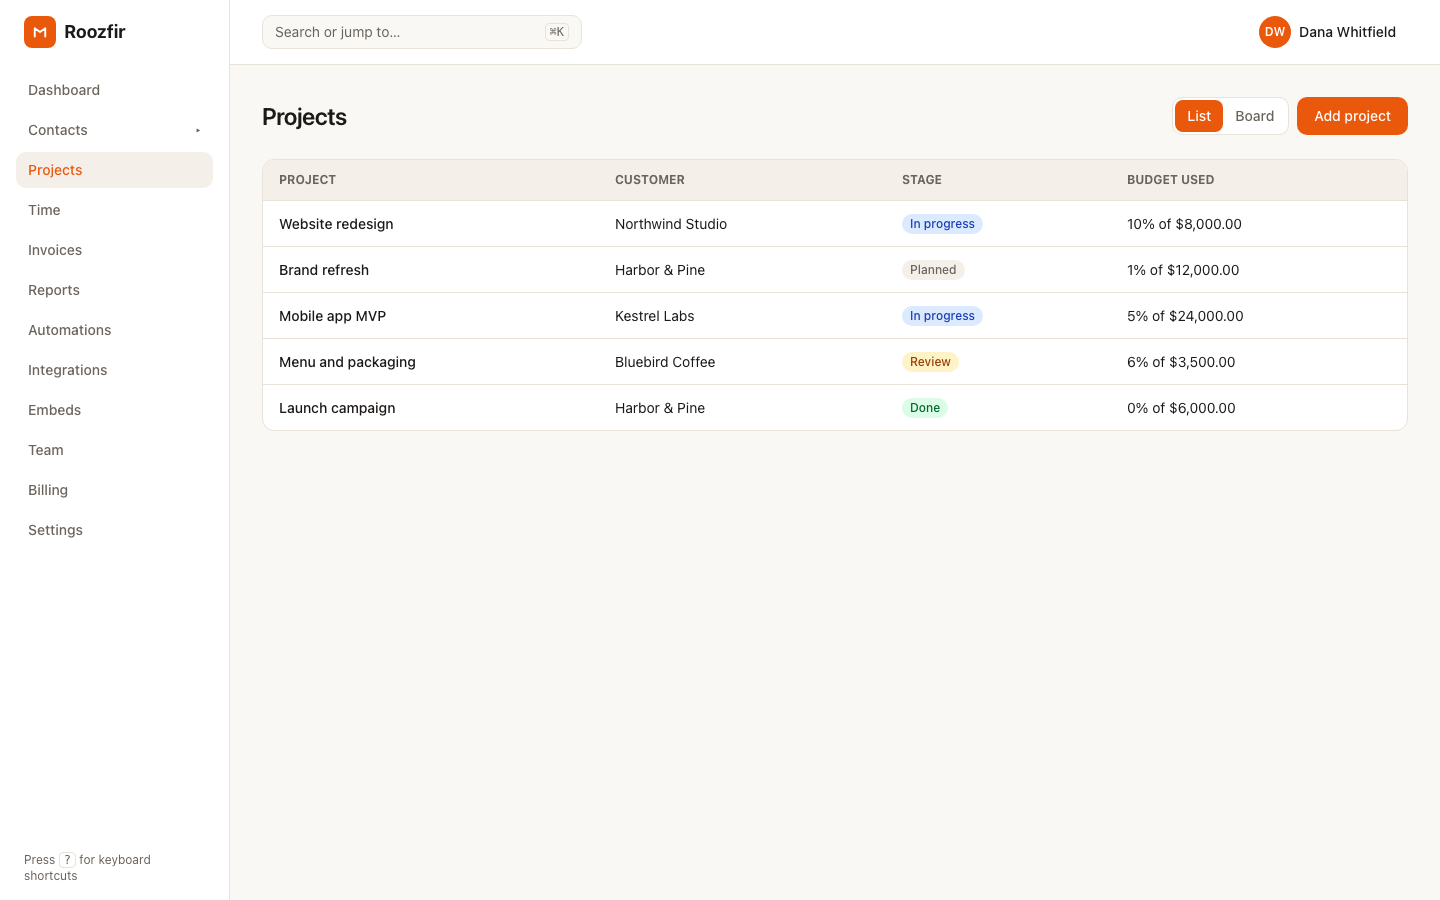 Roozfir
Search or jump to...
⌘K
DW
Dana Whitfield
Dashboard
Contacts
Projects
Time
Invoices
Reports
Automations
Integrations
Embeds
Team
Billing
Settings
Press ? for keyboard
shortcuts
Projects
List Board
Add project
PROJECT CUSTOMER STAGE BUDGET USED
Website redesign Northwind Studio In progress 10% of $8,000.00
Brand refresh Harbor & Pine Planned 1% of $12,000.00
Mobile app MVP Kestrel Labs In progress 5% of $24,000.00
Menu and packaging Bluebird Coffee Review 6% of $3,500.00
Launch campaign Harbor & Pine Done 0% of $6,000.00